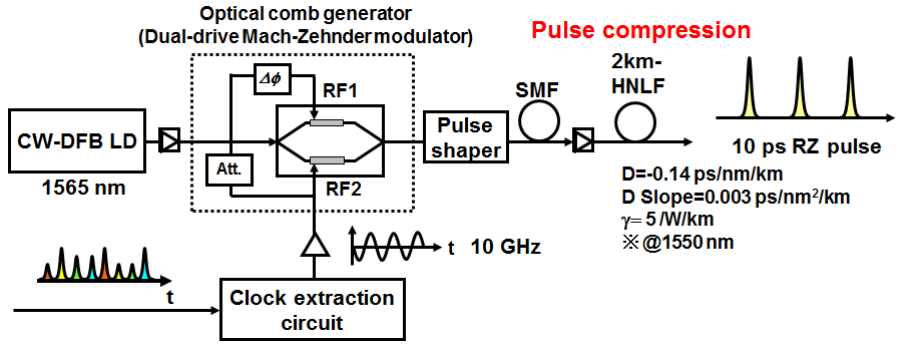 Optical comb generator
(Dual-drive Mach-Zehnder modulator)
Pulse compression
Δϕ
RF1
SMF
2km-
HNLF
CW-DFB LD
Att.
Pulse
shaper
1565 nm
RF2
10 ps RZ pulse
D=-0.14 ps/nm/km
D Slope=0.003 ps/nm²/km
γ= 5 /W/km
※ @1550 nm
t 10 GHz
t
Clock extraction
circuit